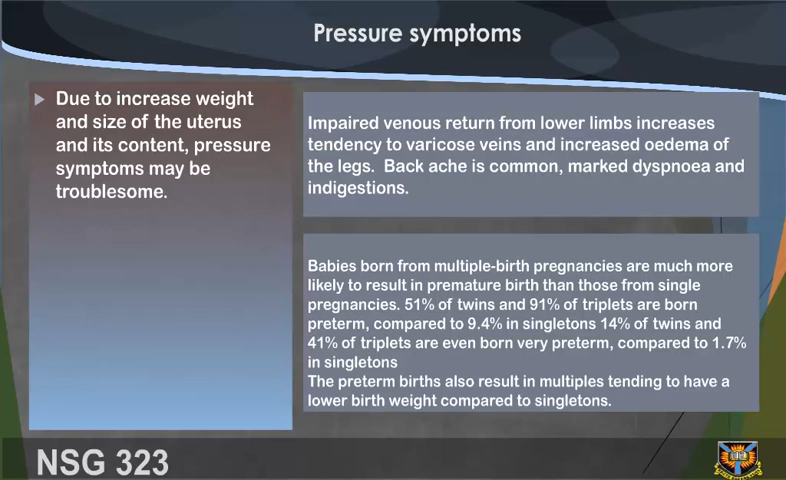 Pressure symptoms
Due to increase weight
and size of the uterus
and its content, pressure
symptoms may be
troublesome.
Impaired venous return from lower limbs increases
tendency to varicose veins and increased oedema of
the legs. Back ache is common, marked dyspnoea and
indigestions.
Babies born from multiple-birth pregnancies are much more
likely to result in premature birth than those from single
pregnancies. 51% of twins and 91% of triplets are born
preterm, compared to 9.4% in singletons 14% of twins and
41% of triplets are even born very preterm, compared to 1.7%
in singletons
The preterm births also result in multiples tending to have a
lower birth weight compared to singletons.
NSG 323